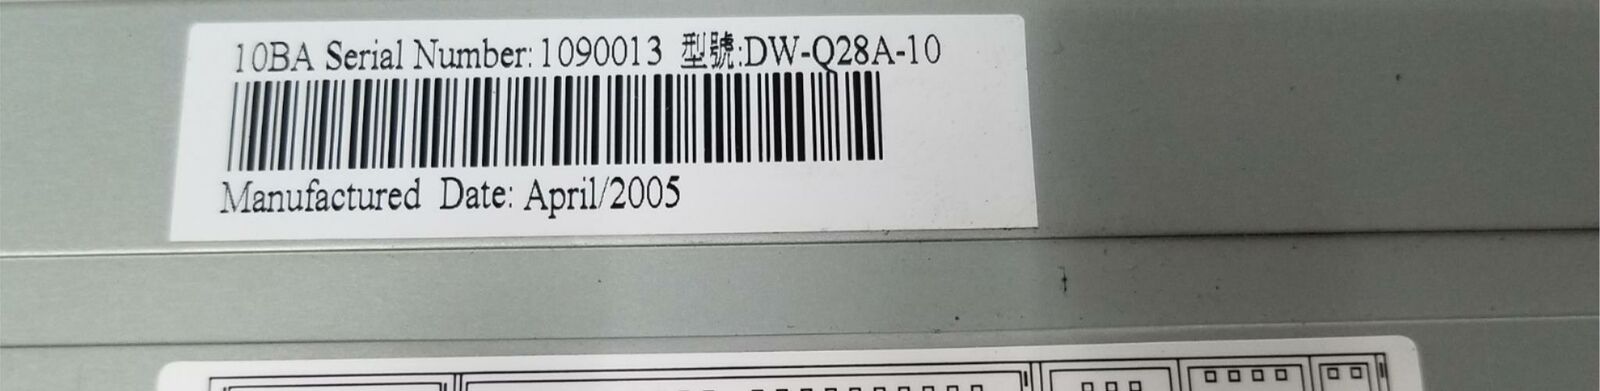 10BA Serial Number: 1090013 型號:DW-Q28A-10
Manufactured Date: April/2005